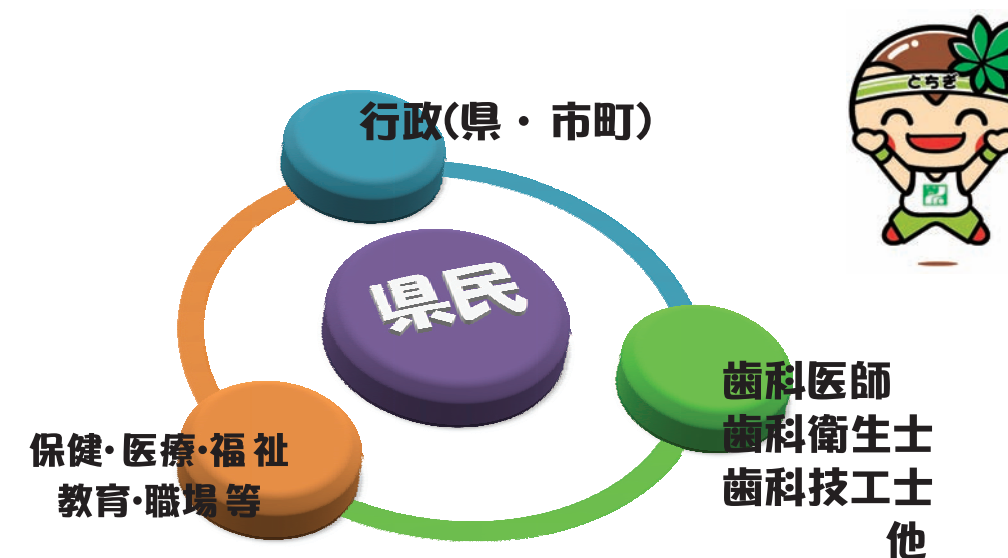 とちぎ
行政(県・市町)
県民
歯科医師
歯科衛生士
歯科技工士
他
保健・医療・福祉
教育・職場等